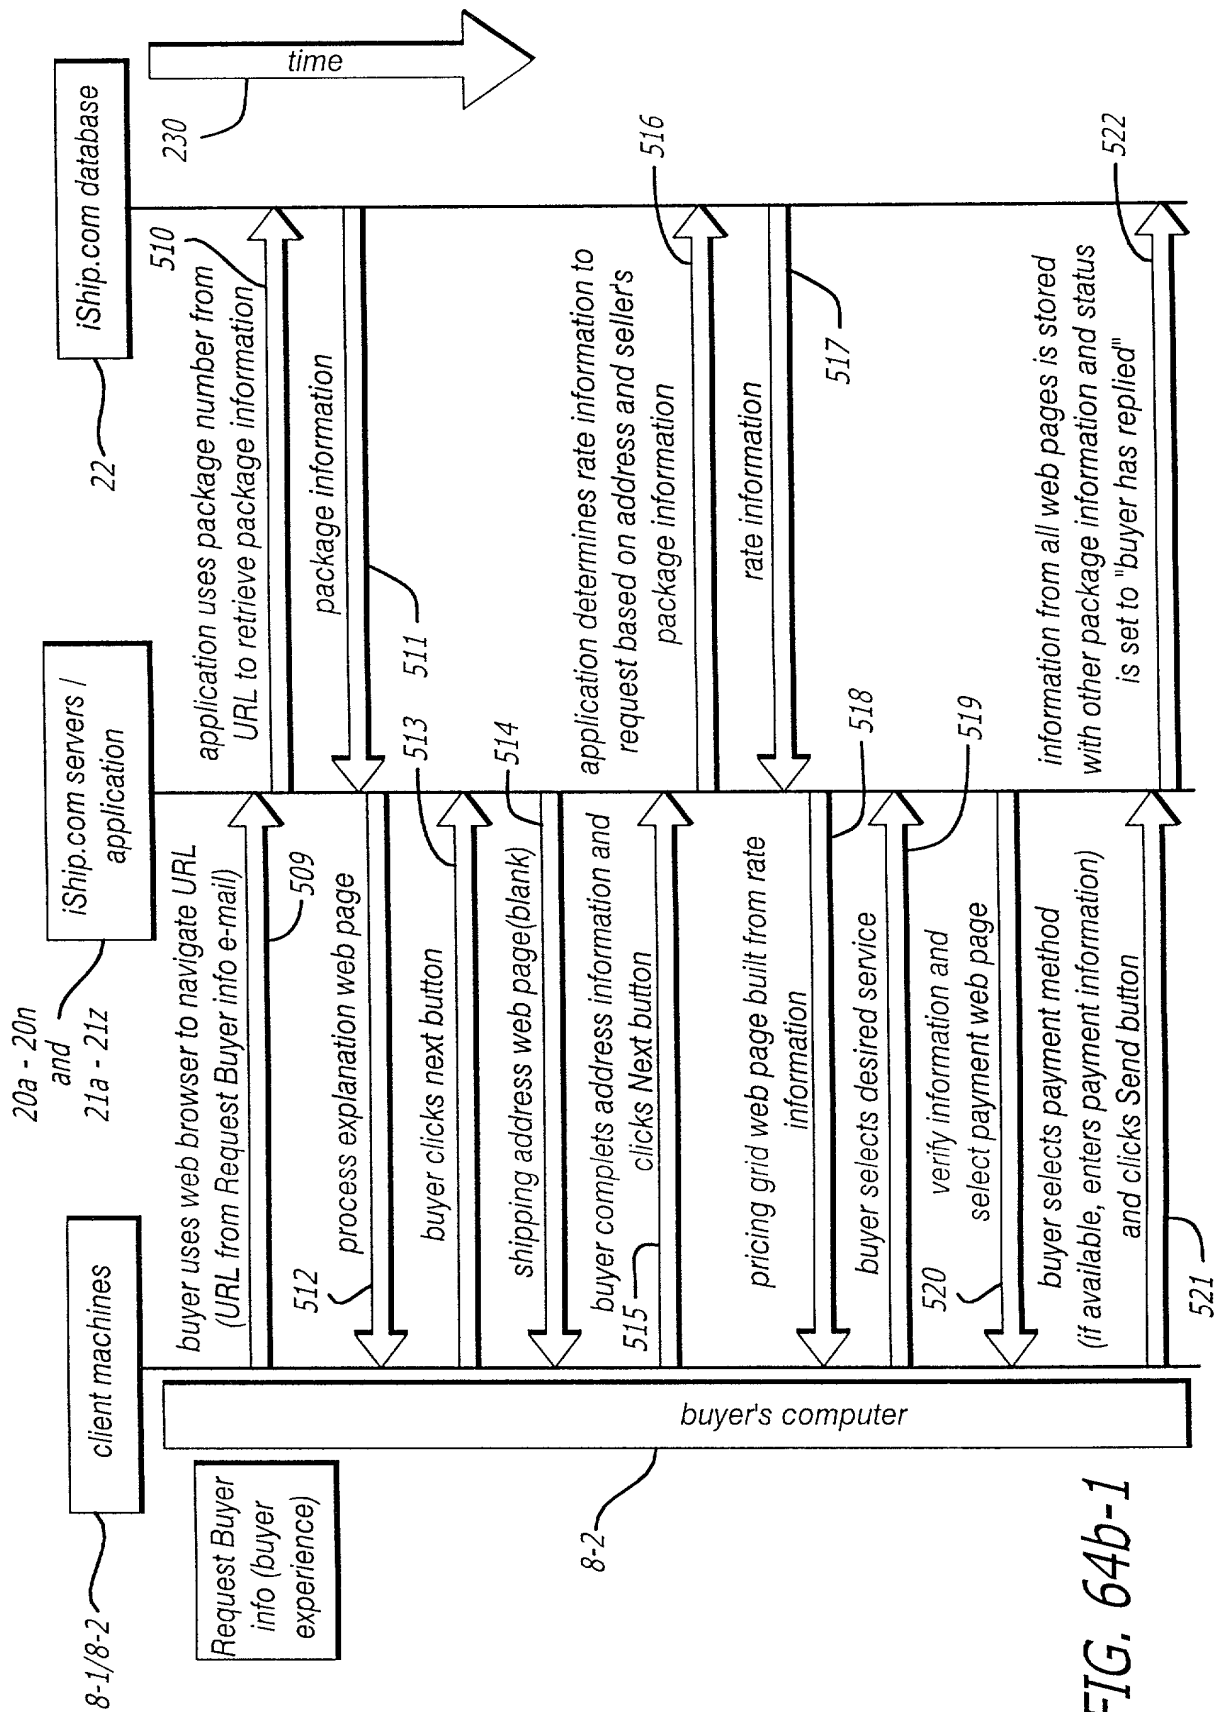 8-1/8-2
client machines
20a - 20n
and
21a - 21z
iShip.com servers /
application
22
iShip.com database
230
time
Request Buyer
info (buyer
experience)
buyer's computer
8-2
buyer uses web browser to navigate URL
(URL from Request Buyer info e-mail)
509
application uses package number from
URL to retrieve package information
510
package information
511
process explanation web page
512
buyer clicks next button
513
shipping address web page(blank)
514
buyer complets address information and
clicks Next button
515
application determines rate information to
request based on address and seller's
package information
516
rate information
517
pricing grid web page built from rate
information
518
buyer selects desired service
519
verify information and
select payment web page
520
buyer selects payment method
(if available, enters payment information)
and clicks Send button
521
information from all web pages is stored
with other package information and status
is set to "buyer has replied"
522
FIG. 64b-1